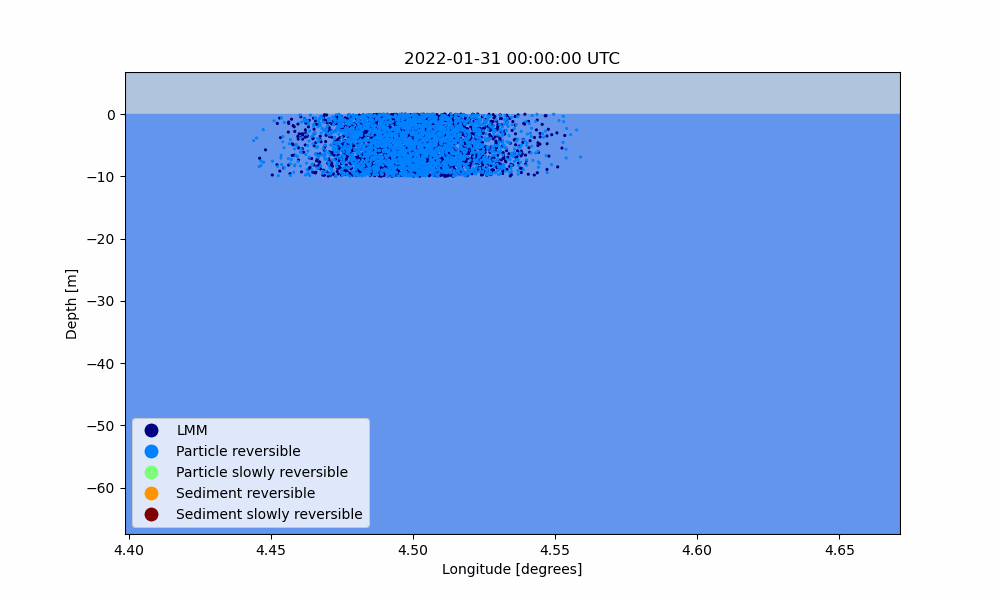 2022-01-31 00:00:00 UTC
0
−10
−20
−30
−40
−50
−60
Depth [m]
LMM
Particle reversible
Particle slowly reversible
Sediment reversible
Sediment slowly reversible
4.40 4.45 4.50 4.55 4.60 4.65
Longitude [degrees]